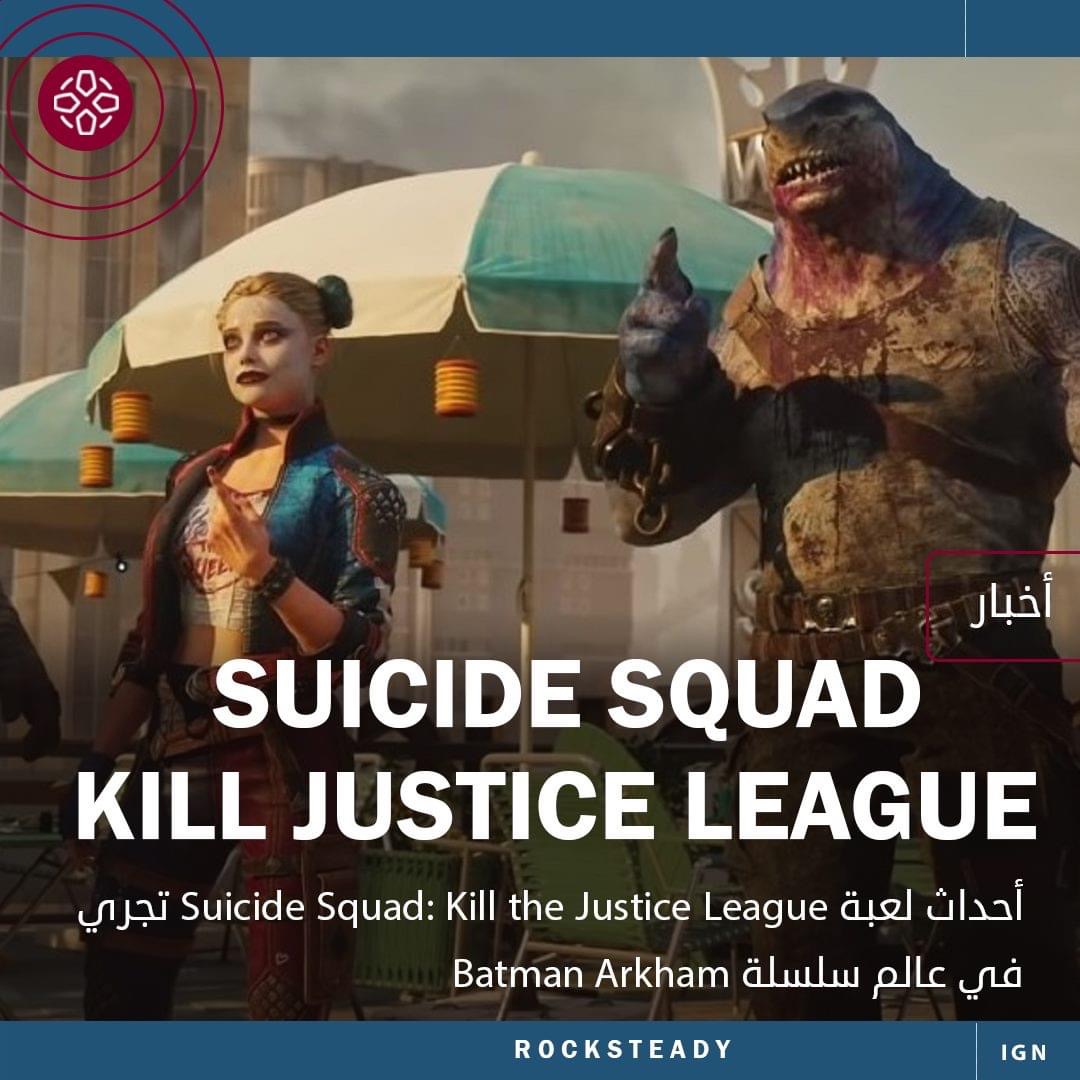 أخبار
SUICIDE SQUAD
KILL JUSTICE LEAGUE
أحداث لعبة Suicide Squad: Kill the Justice League تجري
في عالم سلسلة Batman Arkham
ROCKSTEADY
IGN